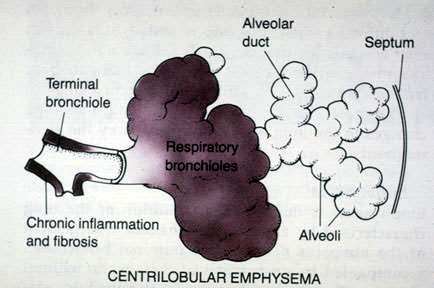 Alveolar
duct
Septum
Terminal
bronchiole
Respiratory
bronchioles
Chronic inflammation
and fibrosis
Alveoli
CENTRILOBULAR EMPHYSEMA